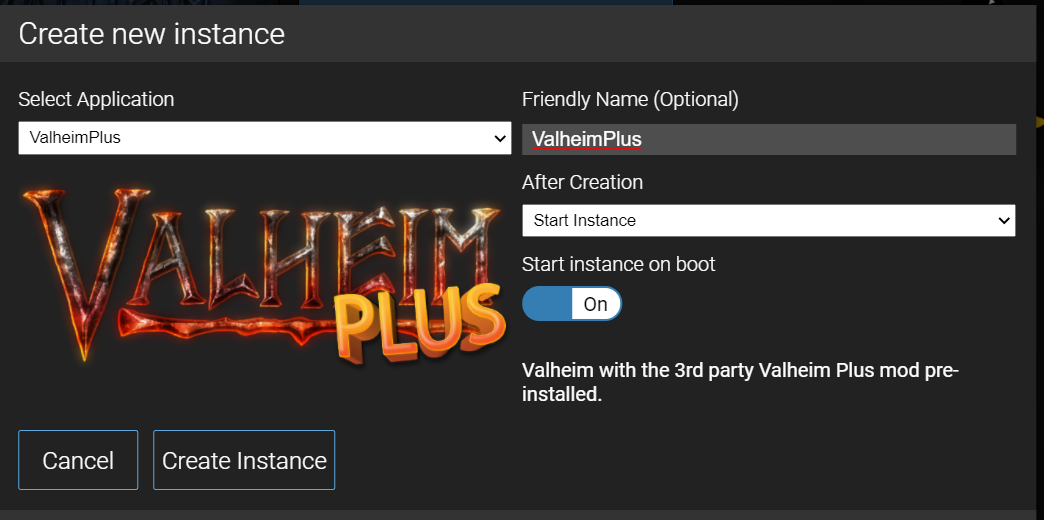 Create new instance
Select Application
ValheimPlus
Friendly Name (Optional)
ValheimPlus
After Creation
Start Instance
Start instance on boot
On
VALHEIM
PLUS
Valheim with the 3rd party Valheim Plus mod pre-
installed.
Cancel
Create Instance